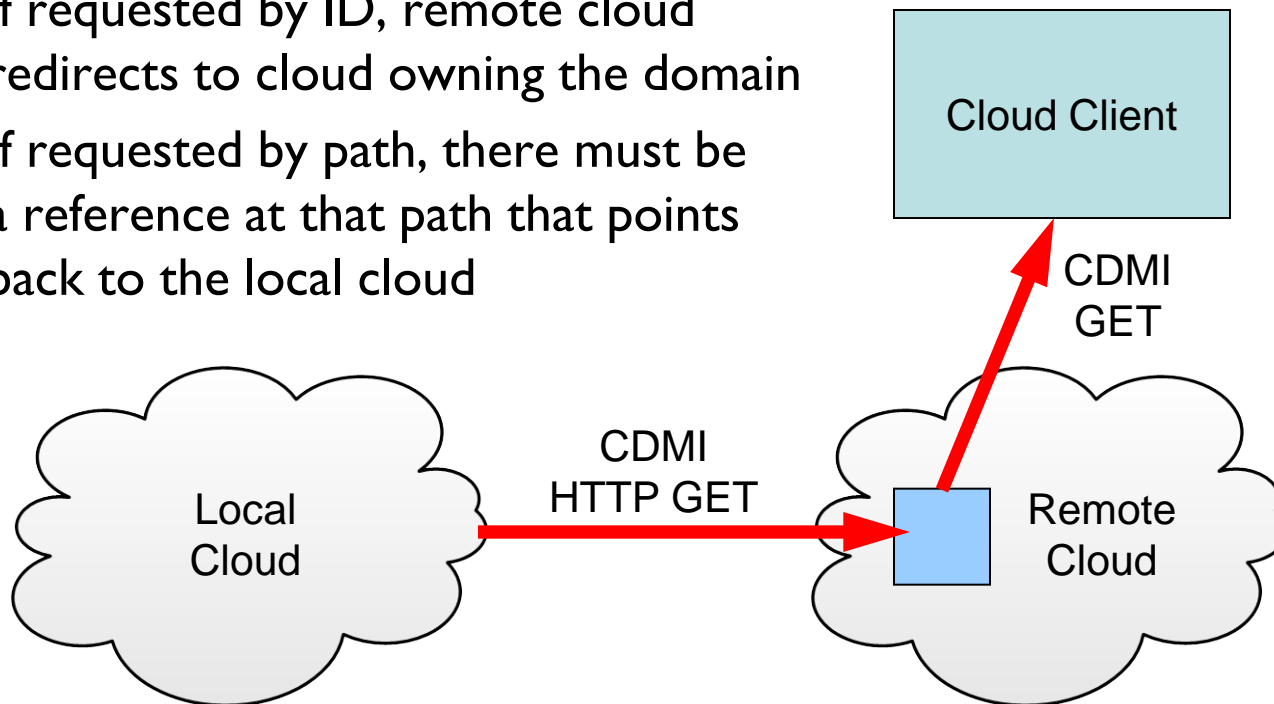 f requested by ID, remote cloud
redirects to cloud owning the domain
f requested by path, there must be
a reference at that path that points
back to the local cloud
Cloud Client
CDMI
GET
CDMI
HTTP GET
Local
Cloud
Remote
Cloud